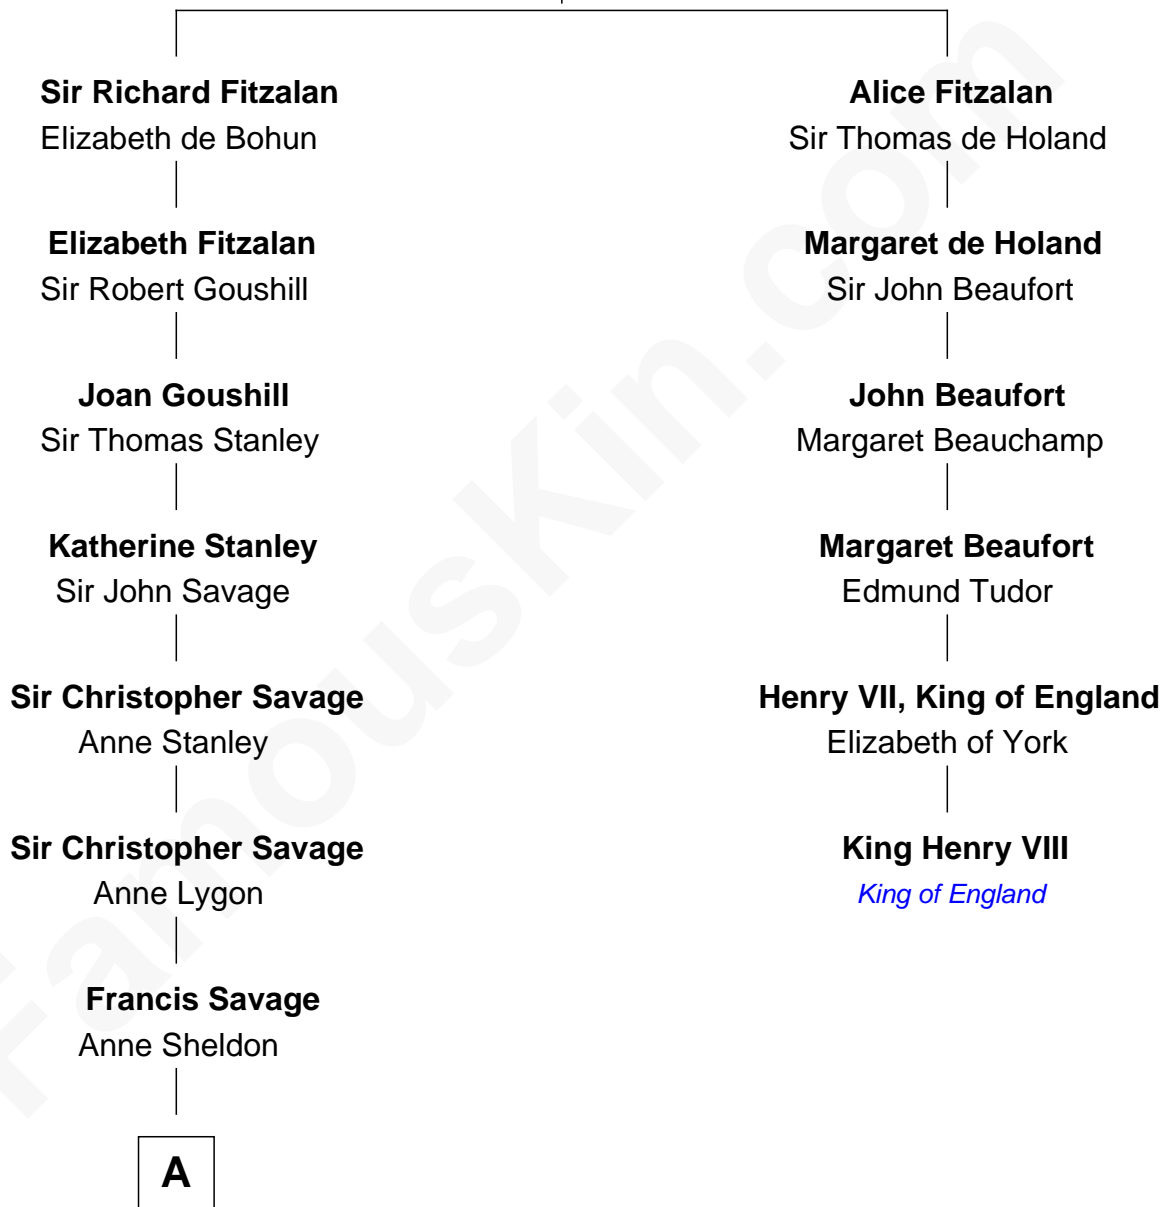 Sir Richard Fitzalan
Elizabeth de Bohun
Elizabeth Fitzalan
Sir Robert Goushill
Joan Goushill
Sir Thomas Stanley
Katherine Stanley
Sir John Savage
Sir Christopher Savage
Anne Stanley
Sir Christopher Savage
Anne Lygon
Francis Savage
Anne Sheldon
A
Alice Fitzalan
Sir Thomas de Holand
Margaret de Holand
Sir John Beaufort
John Beaufort
Margaret Beauchamp
Margaret Beaufort
Edmund Tudor
Henry VII, King of England
Elizabeth of York
King Henry VIII
King of England
FamousKin.com